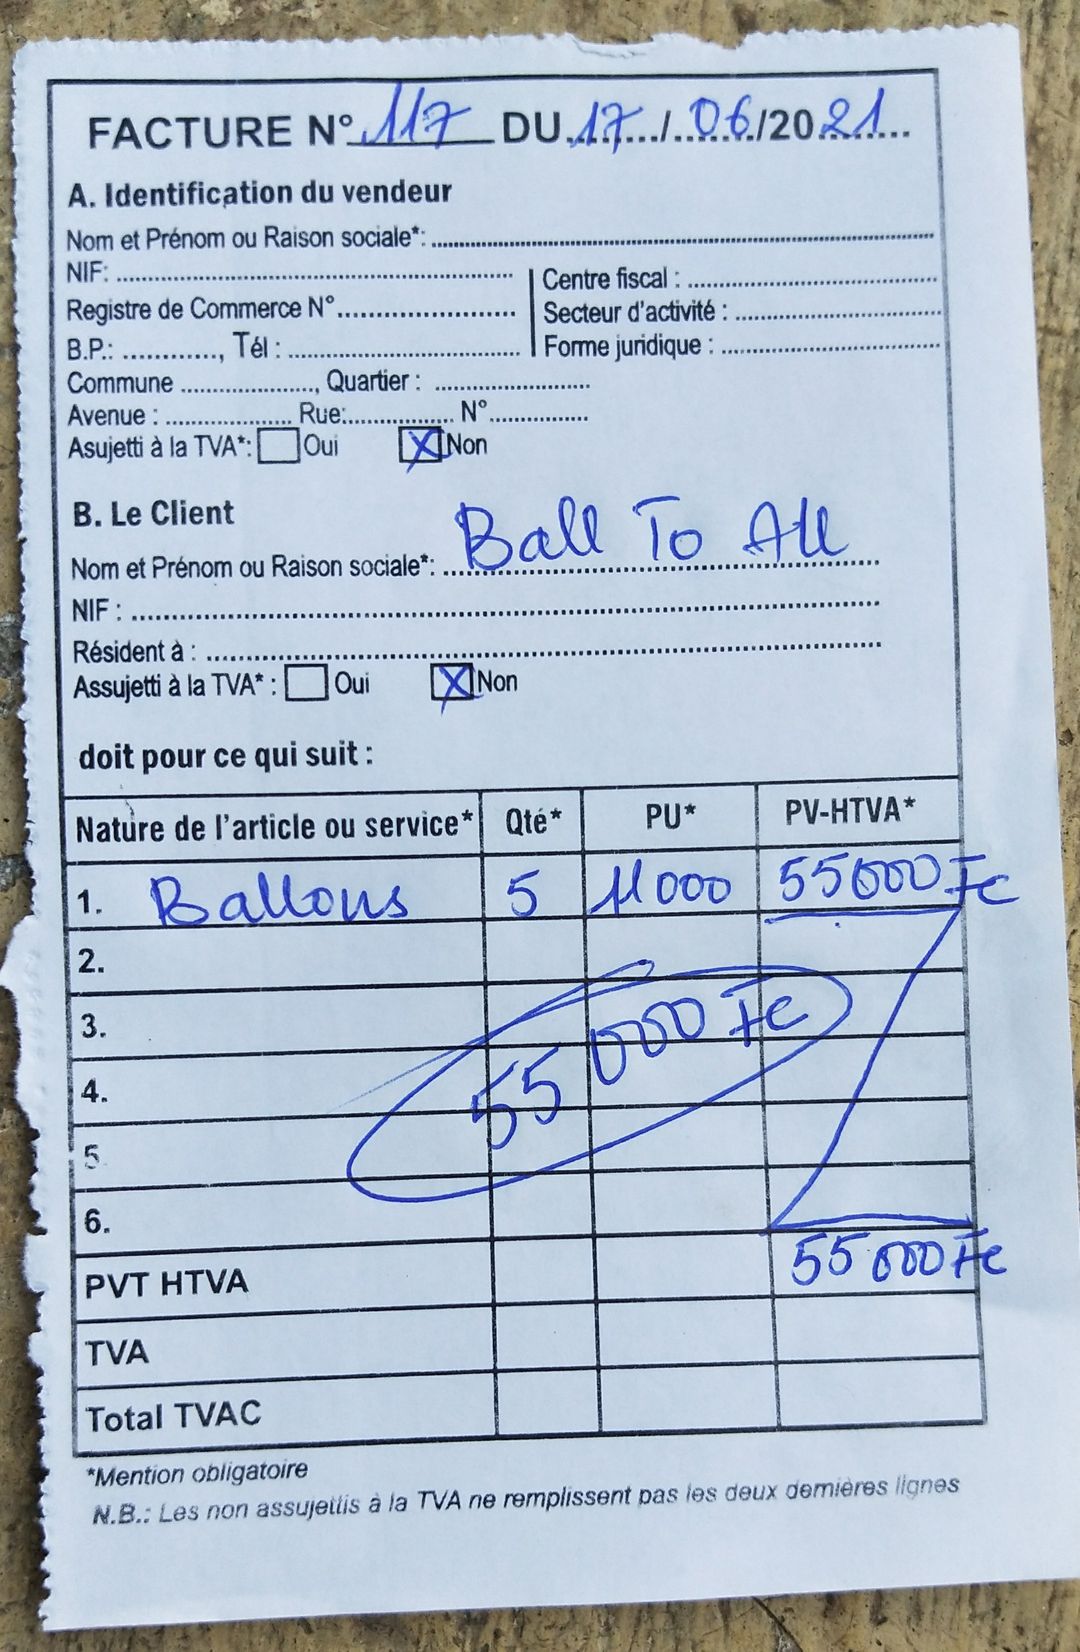 FACTURE N° 117 DU 17/06/2021
A. Identification du vendeur
Nom et Prénom ou Raison sociale*:
NIF:
Centre fiscal :
Registre de Commerce N°
Secteur d'activité :
B.P.: , Tél :
Forme juridique :
Commune , Quartier :
Avenue : Rue: N°
Asujetti à la TVA*: Oui X Non
B. Le Client
Nom et Prénom ou Raison sociale*: Ball To All
NIF :
Résident à :
Assujetti à la TVA* : Oui X Non
doit pour ce qui suit :
Nature de l'article ou service* Qté* PU* PV-HTVA*
1. Ballons 5 11000 55000 Fc
2.
3.
55 000 Fc
4.
5
6.
PVT HTVA 55 000 Fc
TVA
Total TVAC
*Mention obligatoire
N.B.: Les non assujettis à la TVA ne remplissent pas les deux dernières lignes